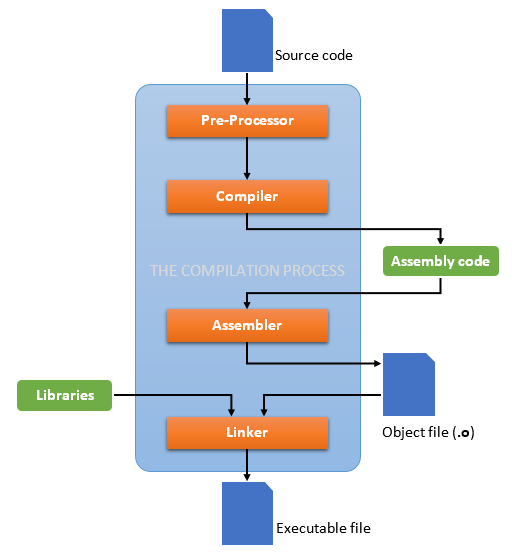 Source code
Pre-Processor
Compiler
Assembly code
THE COMPILATION PROCESS
Assembler
Libraries
Object file (.o)
Linker
Executable file